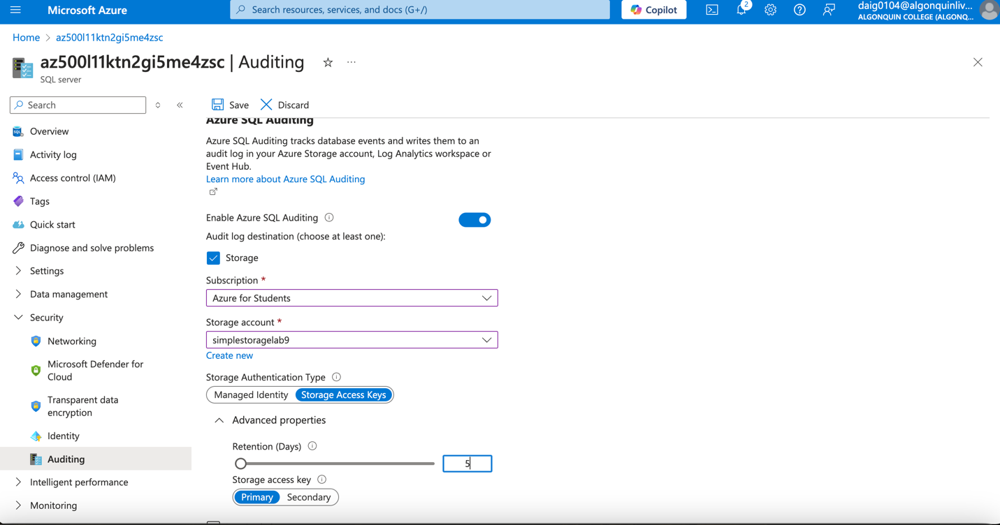 Microsoft Azure
Search resources, services, and docs (G+/)
Copilot
2
daig0104@algonquinliv...
ALGONQUIN COLLEGE (ALGONQ...
Home > az500l11ktn2gi5me4zsc
az500l11ktn2gi5me4zsc | Auditing
SQL server
Search
Save
Discard
Overview
Activity log
Access control (IAM)
Tags
Quick start
Diagnose and solve problems
Settings
Data management
Security
Networking
Microsoft Defender for
Cloud
Transparent data
encryption
Identity
Auditing
Intelligent performance
Monitoring
Azure SQL Auditing
Azure SQL Auditing tracks database events and writes them to an
audit log in your Azure Storage account, Log Analytics workspace or
Event Hub.
Learn more about Azure SQL Auditing
Enable Azure SQL Auditing
Audit log destination (choose at least one):
Storage
Subscription *
Azure for Students
Storage account *
simplestoragelab9
Create new
Storage Authentication Type
Managed Identity Storage Access Keys
Advanced properties
Retention (Days)
5
Storage access key
Primary Secondary